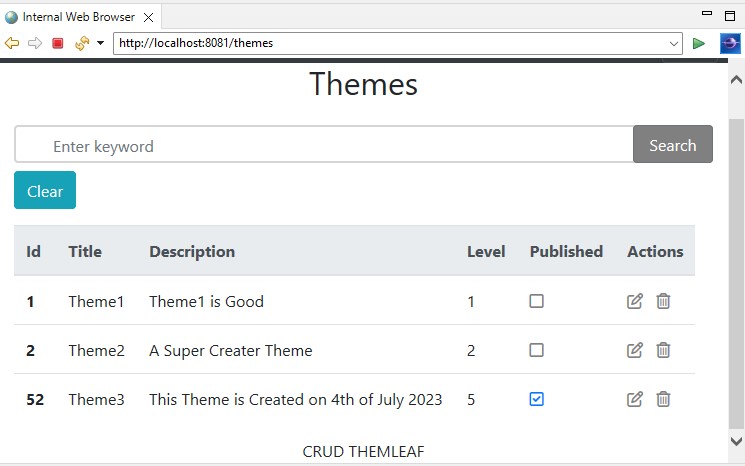 Internal Web Browser
http://localhost:8081/themes
Themes
Enter keyword
Search
Clear
Id Title Description Level Published Actions
1 Theme1 Theme1 is Good 1
2 Theme2 A Super Creater Theme 2
52 Theme3 This Theme is Created on 4th of July 2023 5
CRUD THEMLEAF